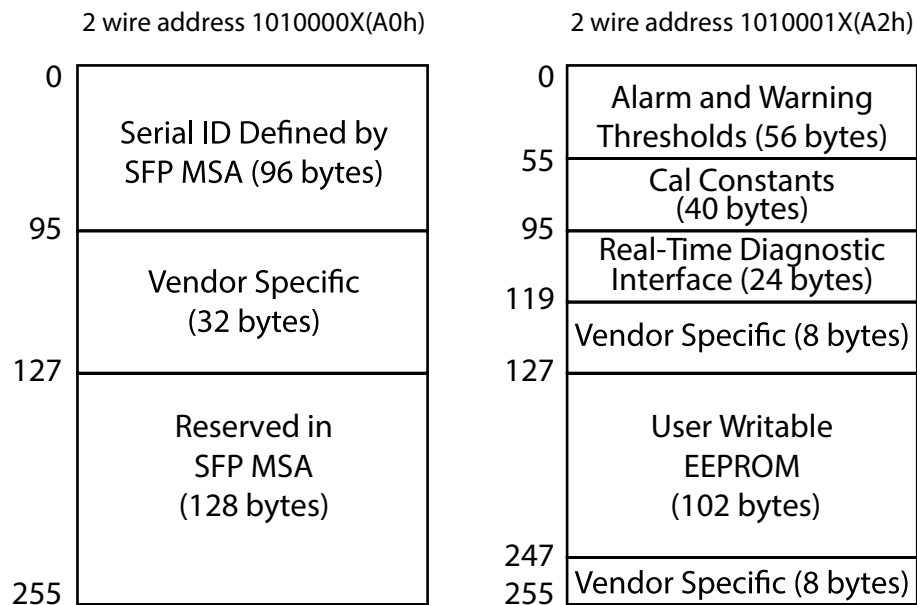 2 wire address 1010000X(A0h)
0
Serial ID Defined by
SFP MSA (96 bytes)
95
Vendor Specific
(32 bytes)
127
Reserved in
SFP MSA
(128 bytes)
255
2 wire address 1010001X(A2h)
0
Alarm and Warning
Thresholds (56 bytes)
55
Cal Constants
(40 bytes)
95
Real-Time Diagnostic
Interface (24 bytes)
119
Vendor Specific (8 bytes)
127
User Writable
EEPROM
(102 bytes)
247
Vendor Specific (8 bytes)
255